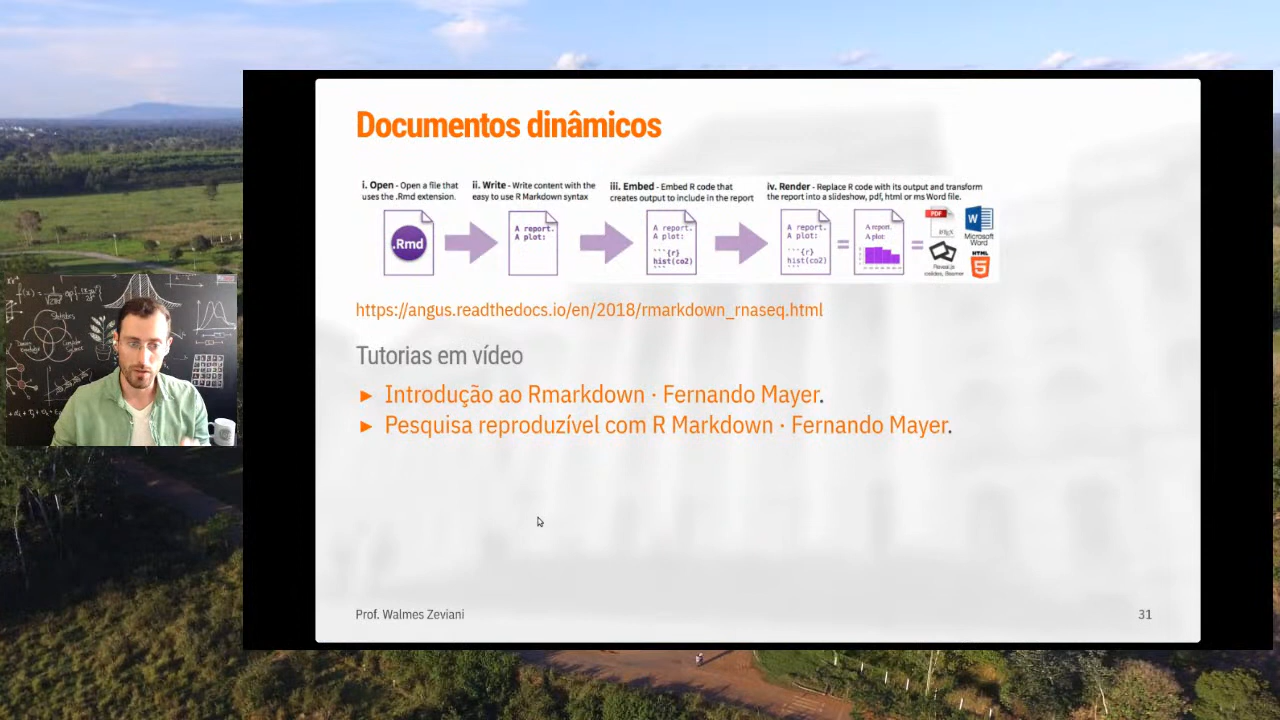 Documentos dinâmicos
i. Open - Open a file that
uses the .Rmd extension.
ii. Write - Write content with the
easy to use R Markdown syntax
iii. Embed - Embed R code that
creates output to include in the report
iv. Render - Replace R code with its output and transform
the report into a slideshow, pdf, html or ms Word file.
.Rmd
A report.
A plot:
A report.
A plot:
```{r}
hist(co2)
```
A report.
A plot:
```{r}
hist(co2)
```
=
A report.
A plot:
=
PDF
Microsoft
Word
HTML
5
https://angus.readthedocs.io/en/2018/rmarkdown_rnaseq.html
Tutorias em vídeo
► Introdução ao Rmarkdown · Fernando Mayer.
► Pesquisa reproduzível com R Markdown · Fernando Mayer.
Prof. Walmes Zeviani
31